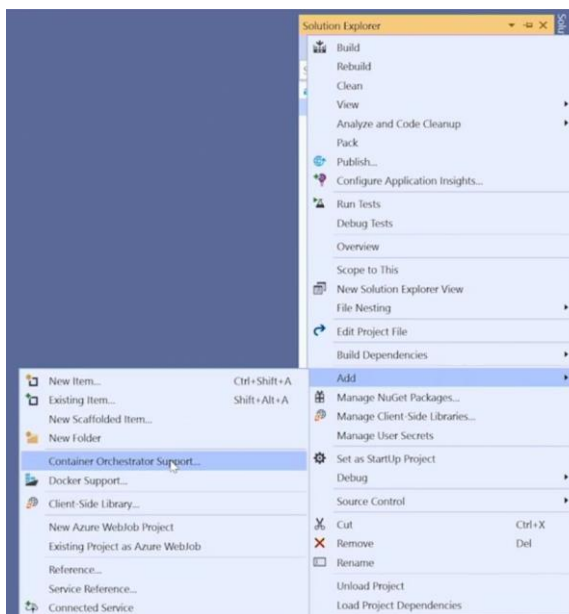 Solution Explorer
Solu
Build
Rebuild
Clean
View
Analyze and Code Cleanup
Pack
Publish...
Configure Application Insights...
Run Tests
Debug Tests
Overview
Scope to This
New Solution Explorer View
File Nesting
Edit Project File
Build Dependencies
Add
Manage NuGet Packages...
Manage Client-Side Libraries...
Manage User Secrets
Set as StartUp Project
Debug
Source Control
Cut Ctrl+X
Remove Del
Rename
Unload Project
Load Project Dependencies
New Item... Ctrl+Shift+A
Existing Item... Shift+Alt+A
New Scaffolded Item...
New Folder
Container Orchestrator Support...
Docker Support...
Client-Side Library...
New Azure WebJob Project
Existing Project as Azure WebJob
Reference...
Service Reference...
Connected Service